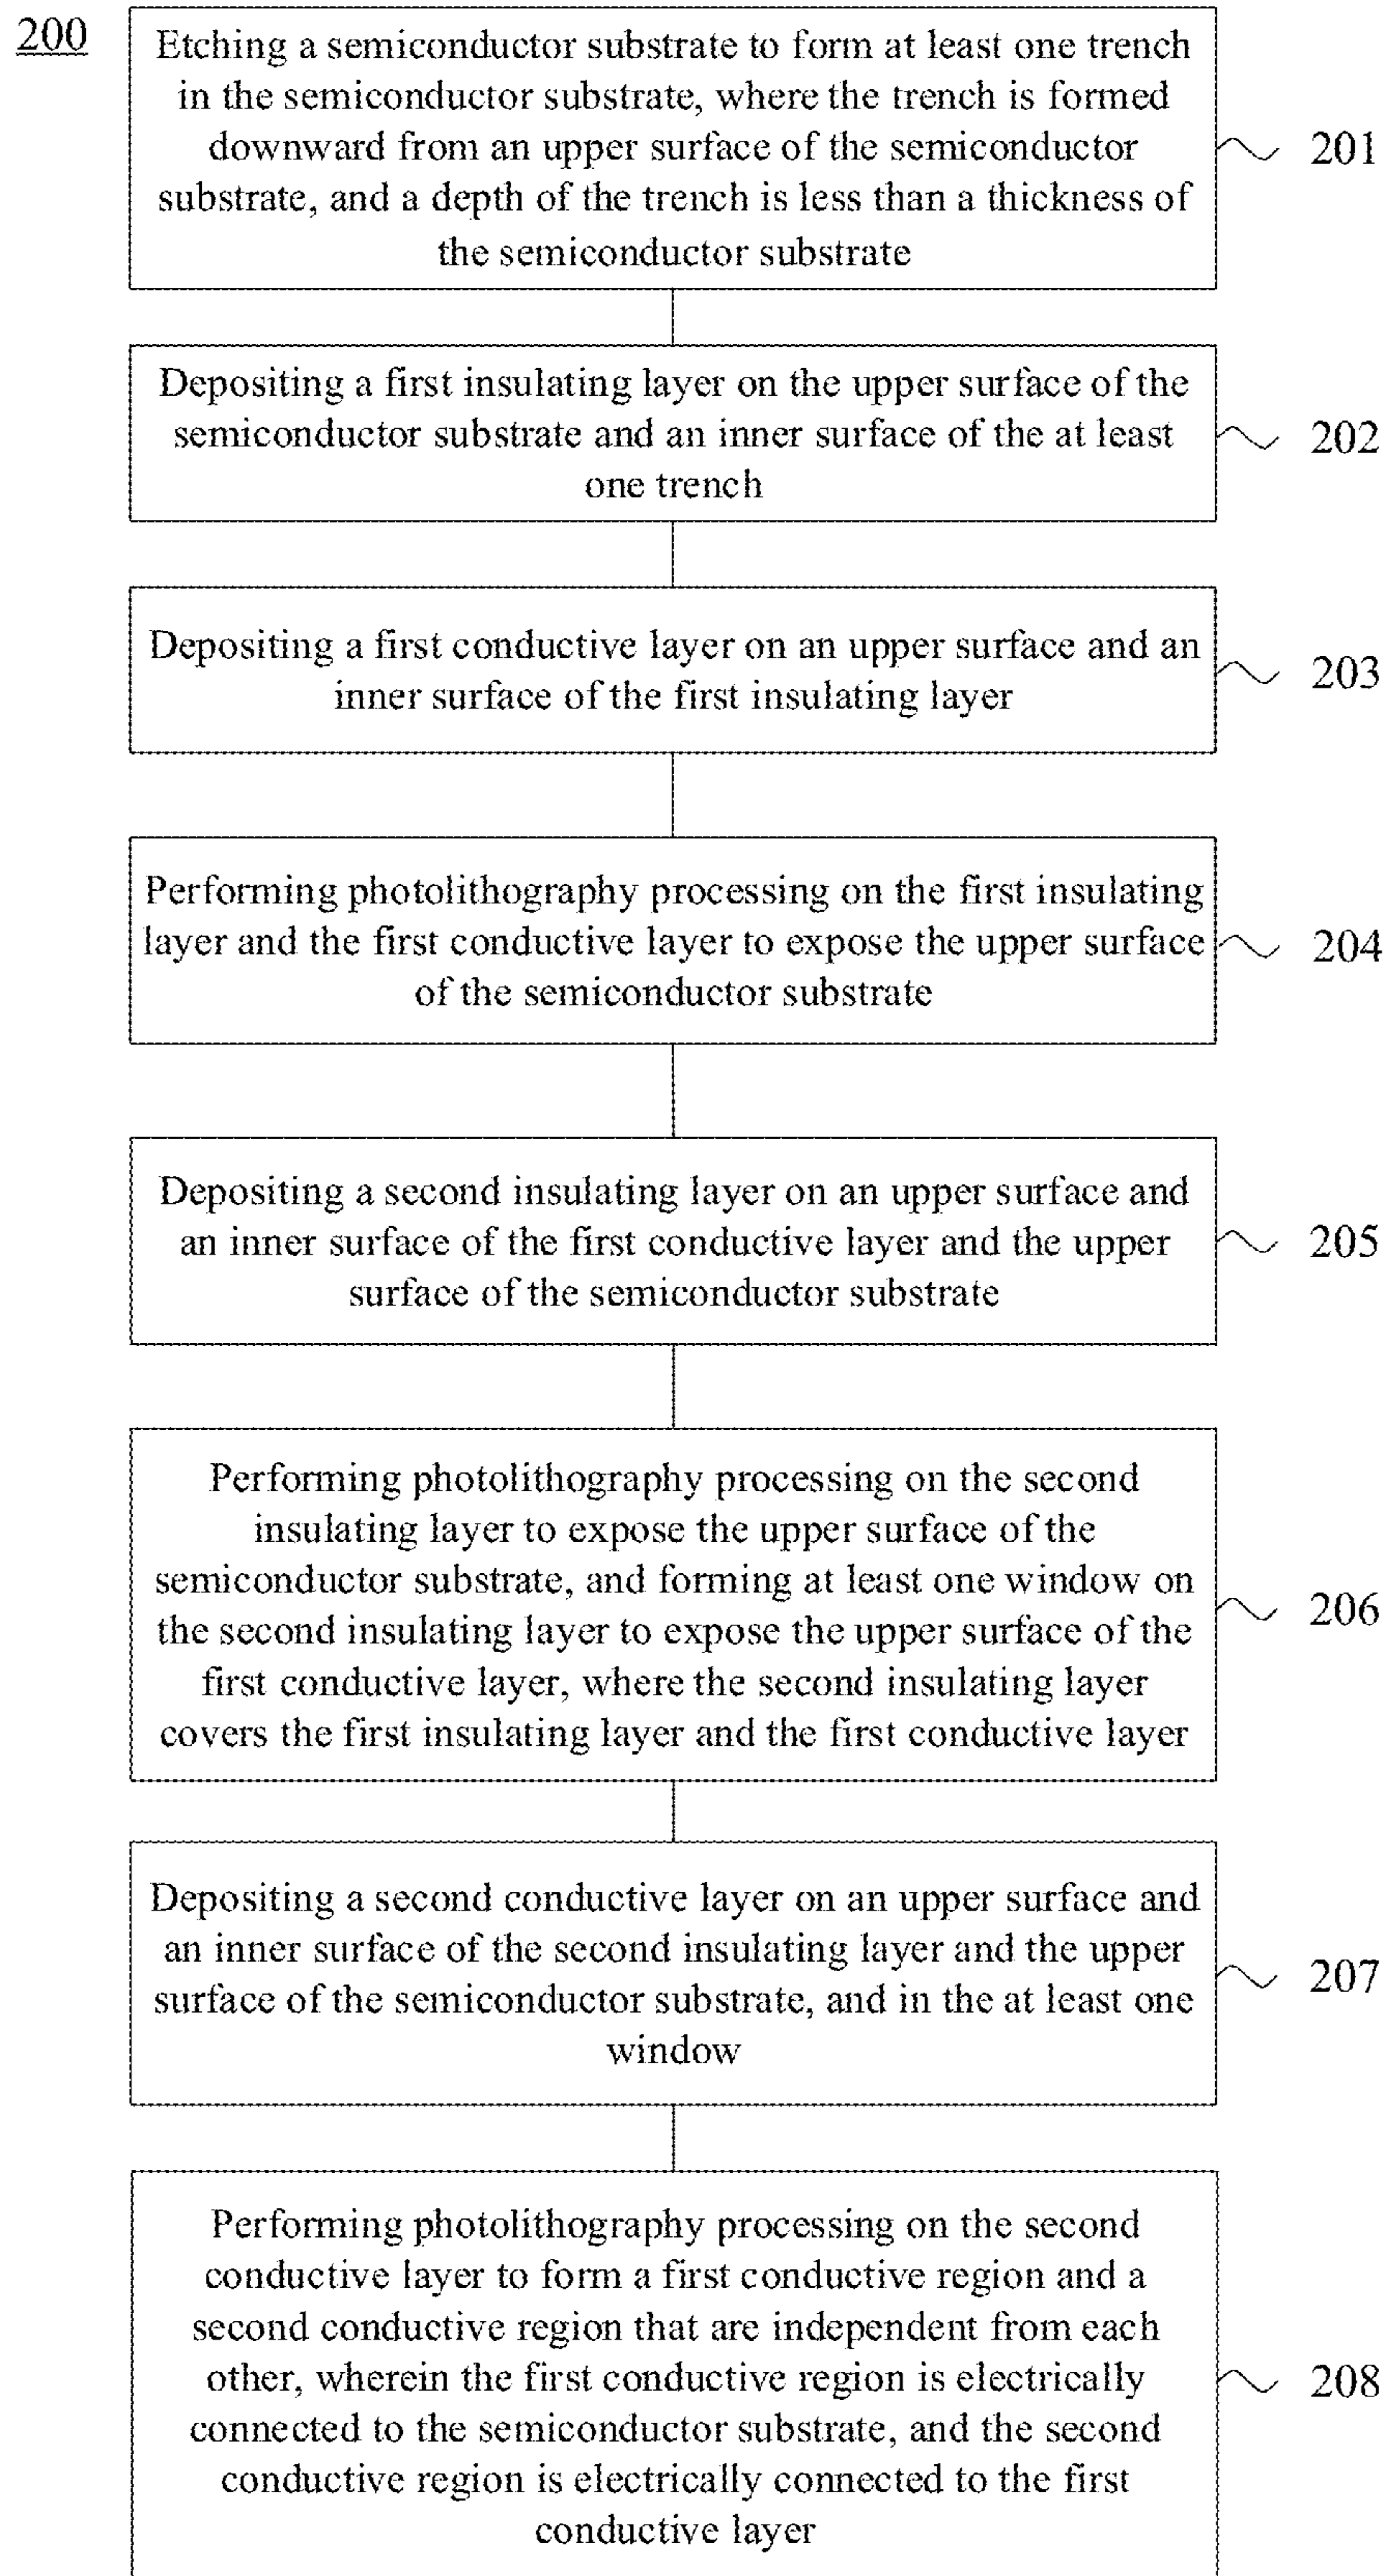 200
Etching a semiconductor substrate to form at least one trench
in the semiconductor substrate, where the trench is formed
downward from an upper surface of the semiconductor
substrate, and a depth of the trench is less than a thickness of
the semiconductor substrate
201
Depositing a first insulating layer on the upper surface of the
semiconductor substrate and an inner surface of the at least
one trench
202
Depositing a first conductive layer on an upper surface and an
inner surface of the first insulating layer
203
Performing photolithography processing on the first insulating
layer and the first conductive layer to expose the upper surface
of the semiconductor substrate
204
Depositing a second insulating layer on an upper surface and
an inner surface of the first conductive layer and the upper
surface of the semiconductor substrate
205
Performing photolithography processing on the second
insulating layer to expose the upper surface of the
semiconductor substrate, and forming at least one window on
the second insulating layer to expose the upper surface of the
first conductive layer, where the second insulating layer
covers the first insulating layer and the first conductive layer
206
Depositing a second conductive layer on an upper surface and
an inner surface of the second insulating layer and the upper
surface of the semiconductor substrate, and in the at least one
window
207
Performing photolithography processing on the second
conductive layer to form a first conductive region and a
second conductive region that are independent from each
other, wherein the first conductive region is electrically
connected to the semiconductor substrate, and the second
conductive region is electrically connected to the first
conductive layer
208